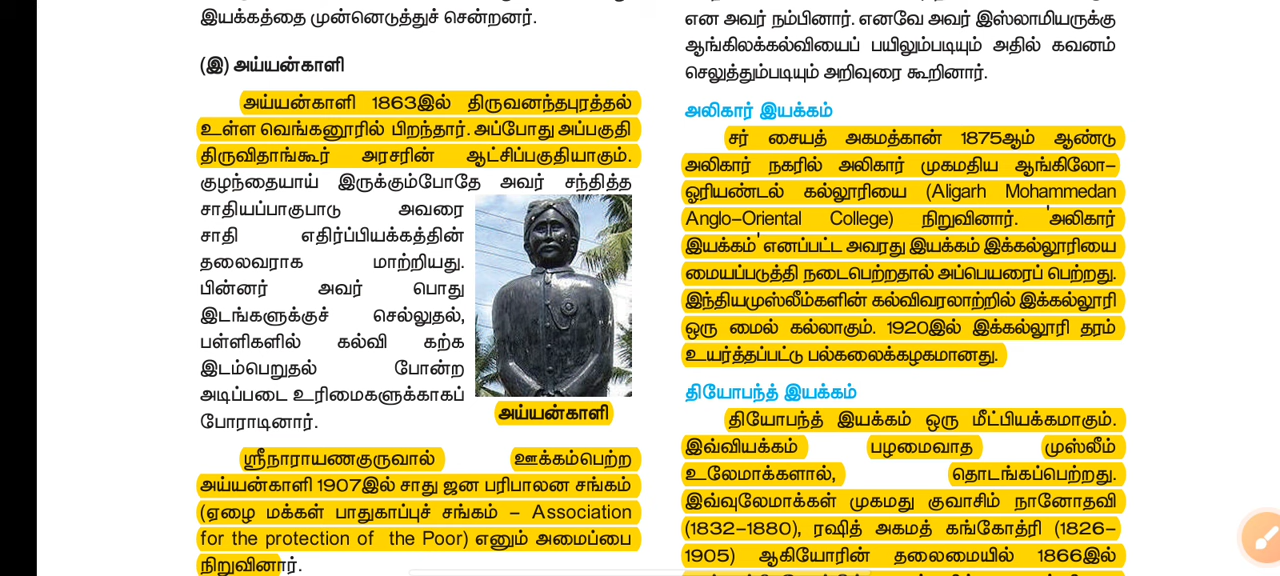 இயக்கத்தை முன்னெடுத்துச் சென்றனர்.
(இ) அய்யன்காளி
அய்யன்காளி 1863இல் திருவனந்தபுரத்தில்
உள்ள வெங்கனூரில் பிறந்தார். அப்போது அப்பகுதி
திருவிதாங்கூர் அரசரின் ஆட்சிப்பகுதியாகும்.
குழந்தையாய் இருக்கும்போதே அவர் சந்தித்த
சாதியப்பாகுபாடு அவரை
சாதி எதிர்ப்பியக்கத்தின்
தலைவராக மாற்றியது.
பின்னர் அவர் பொது
இடங்களுக்குச் செல்லுதல்,
பள்ளிகளில் கல்வி கற்க
இடம்பெறுதல் போன்ற
அடிப்படை உரிமைகளுக்காகப்
போராடினார்.
அய்யன்காளி
ஸ்ரீநாராயணகுருவால் ஊக்கம்பெற்ற
அய்யன்காளி 1907இல் சாது ஜன பரிபாலன சங்கம்
(ஏழை மக்கள் பாதுகாப்புச் சங்கம் – Association
for the protection of the Poor) எனும் அமைப்பை
நிறுவினார்.
என அவர் நம்பினார். எனவே அவர் இஸ்லாமியருக்கு
ஆங்கிலக்கல்வியைப் பயிலும்படியும் அதில் கவனம்
செலுத்தும்படியும் அறிவுரை கூறினார்.
அலிகார் இயக்கம்
சர் சையத் அகமத்கான் 1875ஆம் ஆண்டு
அலிகார் நகரில் அலிகார் முகமதிய ஆங்கிலோ–
ஓரியண்டல் கல்லூரியை (Aligarh Mohammedan
Anglo–Oriental College) நிறுவினார். 'அலிகார்
இயக்கம்' எனப்பட்ட அவரது இயக்கம் இக்கல்லூரியை
மையப்படுத்தி நடைபெற்றதால் அப்பெயரைப் பெற்றது.
இந்தியமுஸ்லீம்களின் கல்விவரலாற்றில் இக்கல்லூரி
ஒரு மைல் கல்லாகும். 1920இல் இக்கல்லூரி தரம்
உயர்த்தப்பட்டு பல்கலைக்கழகமானது.
தியோபந்த் இயக்கம்
தியோபந்த் இயக்கம் ஒரு மீட்பியக்கமாகும்.
இவ்வியக்கம் பழமைவாத முஸ்லீம்
உலேமாக்களால், தொடங்கப்பெற்றது.
இவ்வுலேமாக்கள் முகமது குவாசிம் நானோதவி
(1832–1880), ரஷித் அகமத் கங்கோத்ரி (1826–
1905) ஆகியோரின் தலைமையில் 1866இல்